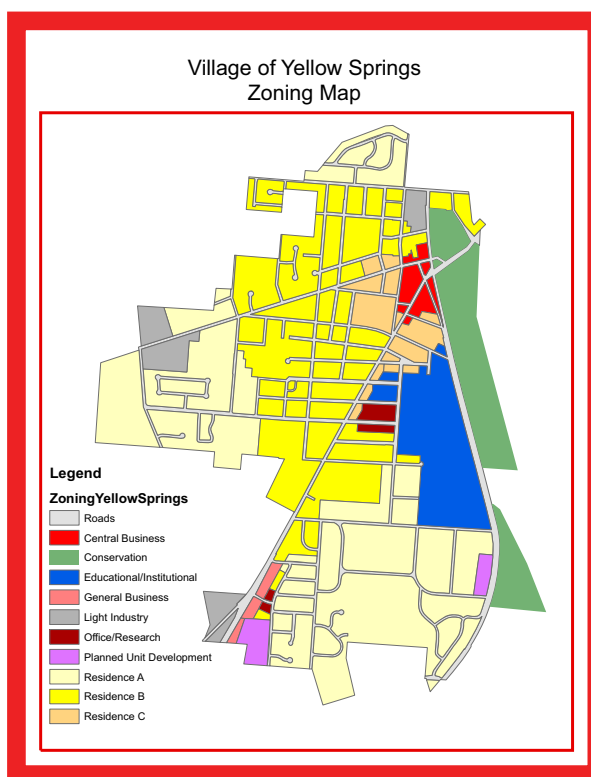 Village of Yellow Springs
Zoning Map
Legend
ZoningYellowSprings
Roads
Central Business
Conservation
Educational/Institutional
General Business
Light Industry
Office/Research
Planned Unit Development
Residence A
Residence B
Residence C